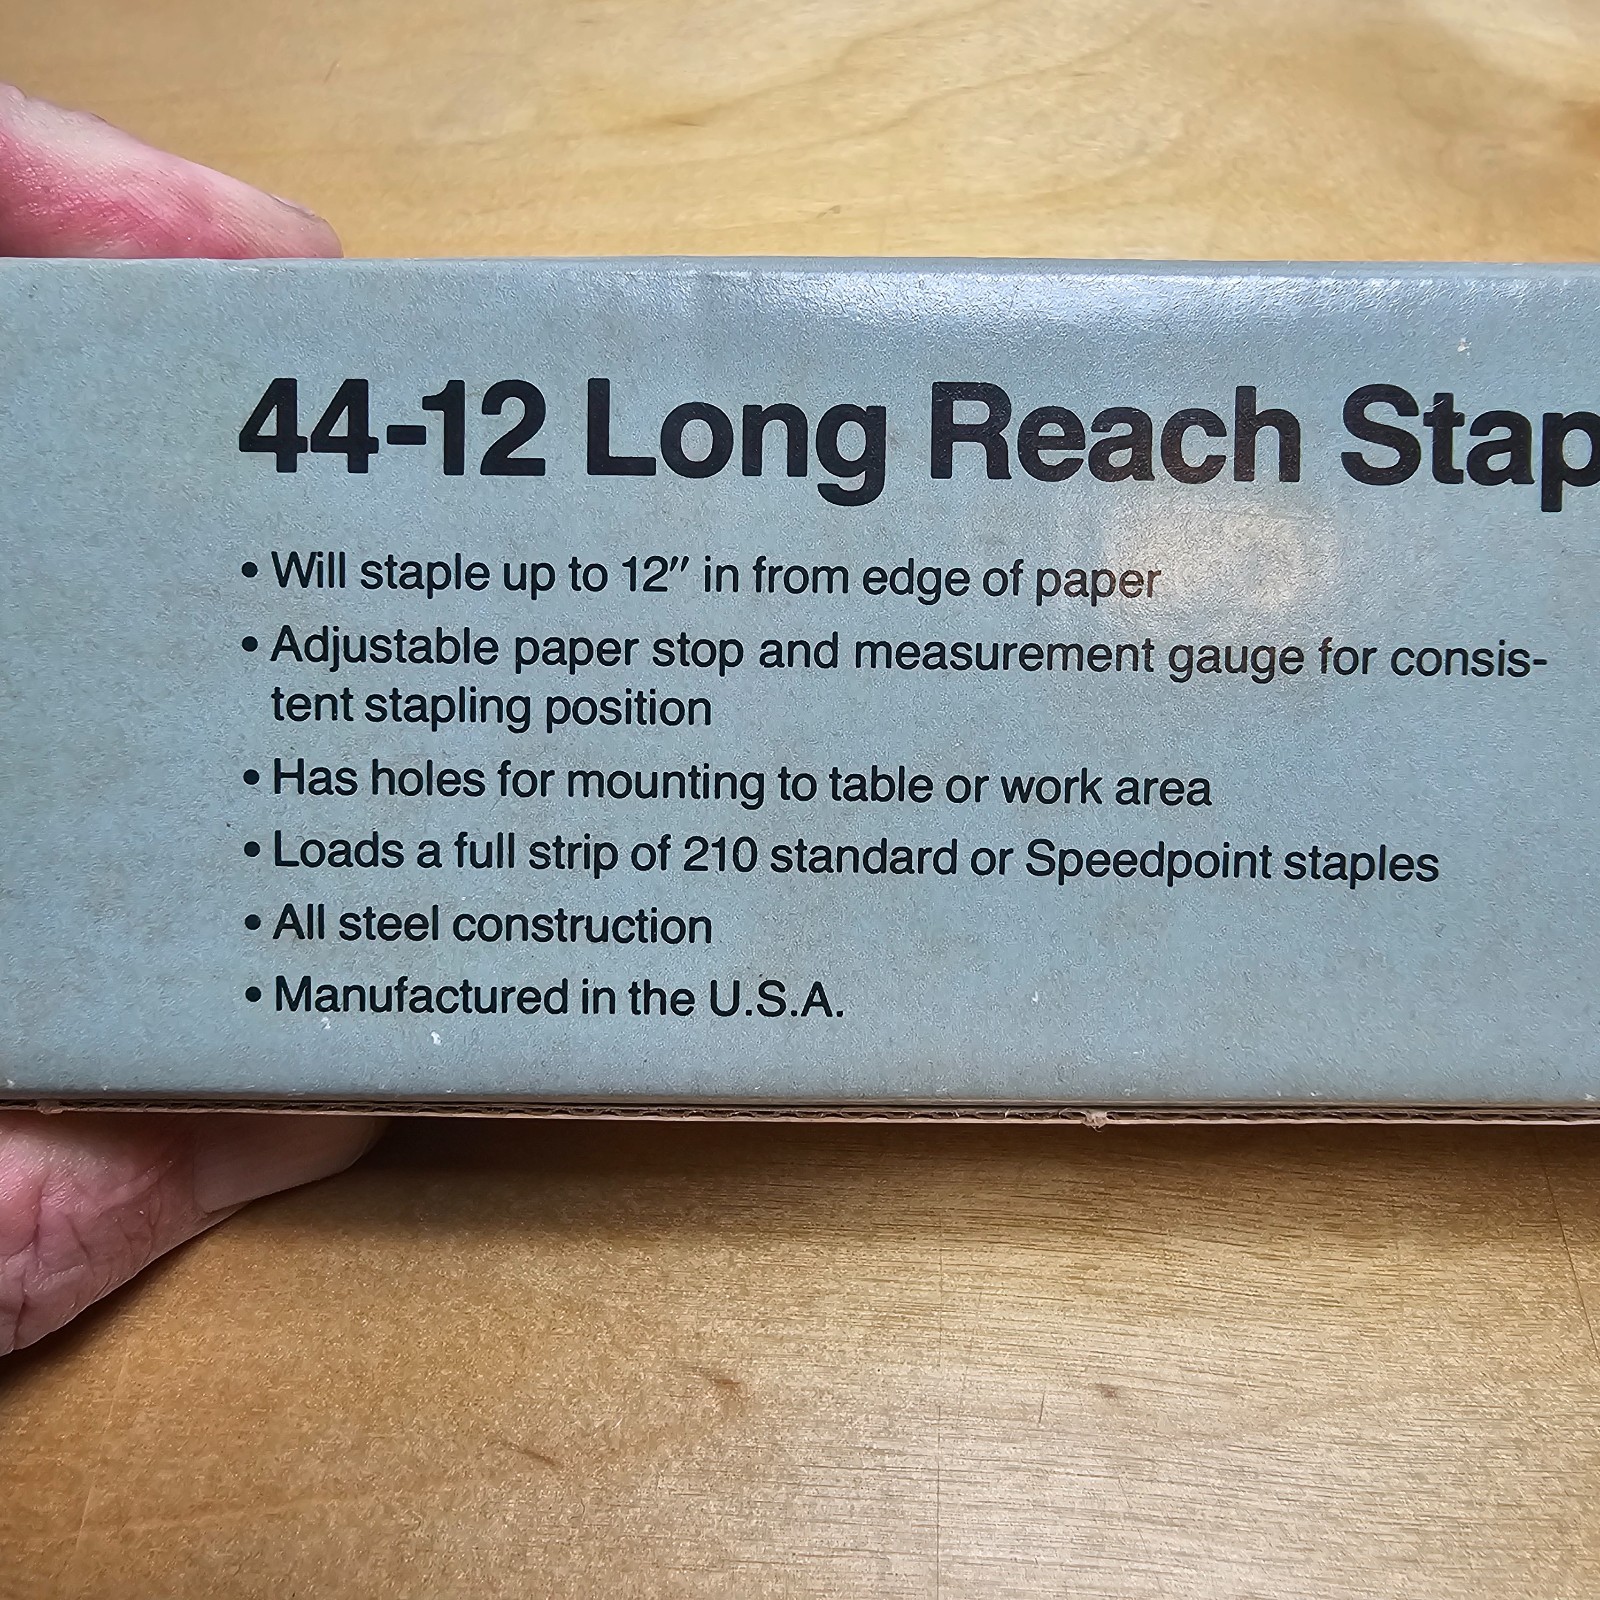 44-12 Long Reach Stap
• Will staple up to 12" in from edge of paper
• Adjustable paper stop and measurement gauge for consis-
tent stapling position
• Has holes for mounting to table or work area
• Loads a full strip of 210 standard or Speedpoint staples
• All steel construction
• Manufactured in the U.S.A.